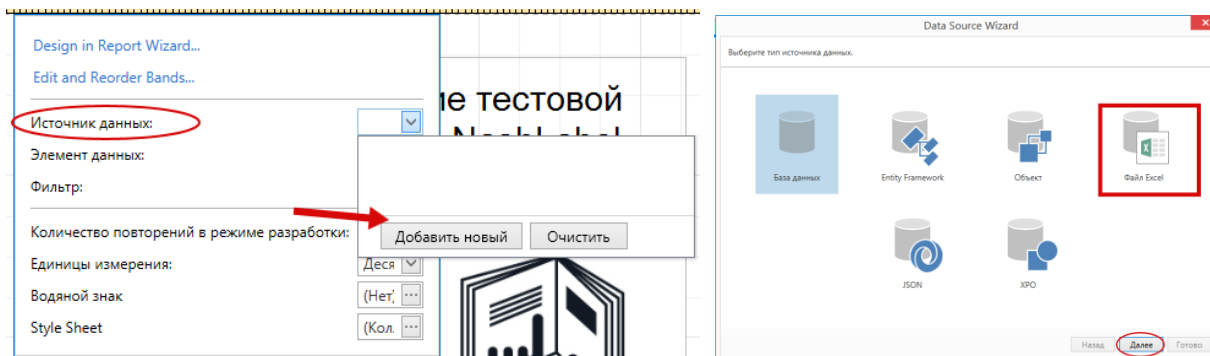 Design in Report Wizard...
Edit and Reorder Bands...
Источник данных:
Элемент данных:
Фильтр:
Количество повторений в режиме разработки:
Единицы измерения:
Деся
Водяной знак
(Нет)
Style Sheet
(Кол.
тестовой
Добавить новый
Очистить
Data Source Wizard
Выберите тип источника данных.
База данных
Entity Framework
Объект
Файл Excel
JSON
XPO
Назад
Далее
Готово